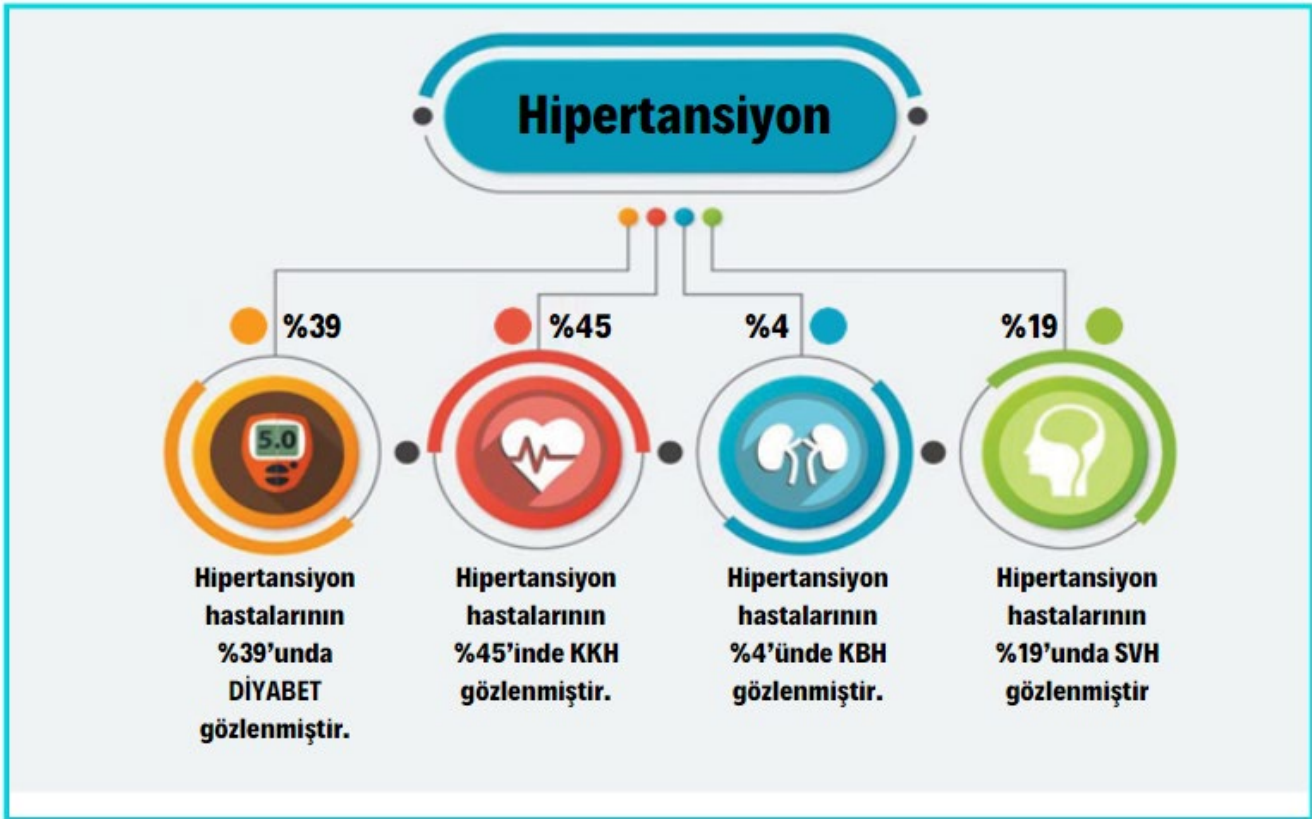 Hipertansiyon
%39
%45
%4
%19
5.0
Hipertansiyon
hastalarının
%39'unda
DİYABET
gözlenmiştir.
Hipertansiyon
hastalarının
%45'inde KKH
gözlenmiştir.
Hipertansiyon
hastalarının
%4'ünde KBH
gözlenmiştir.
Hipertansiyon
hastalarının
%19'unda SVH
gözlenmiştir